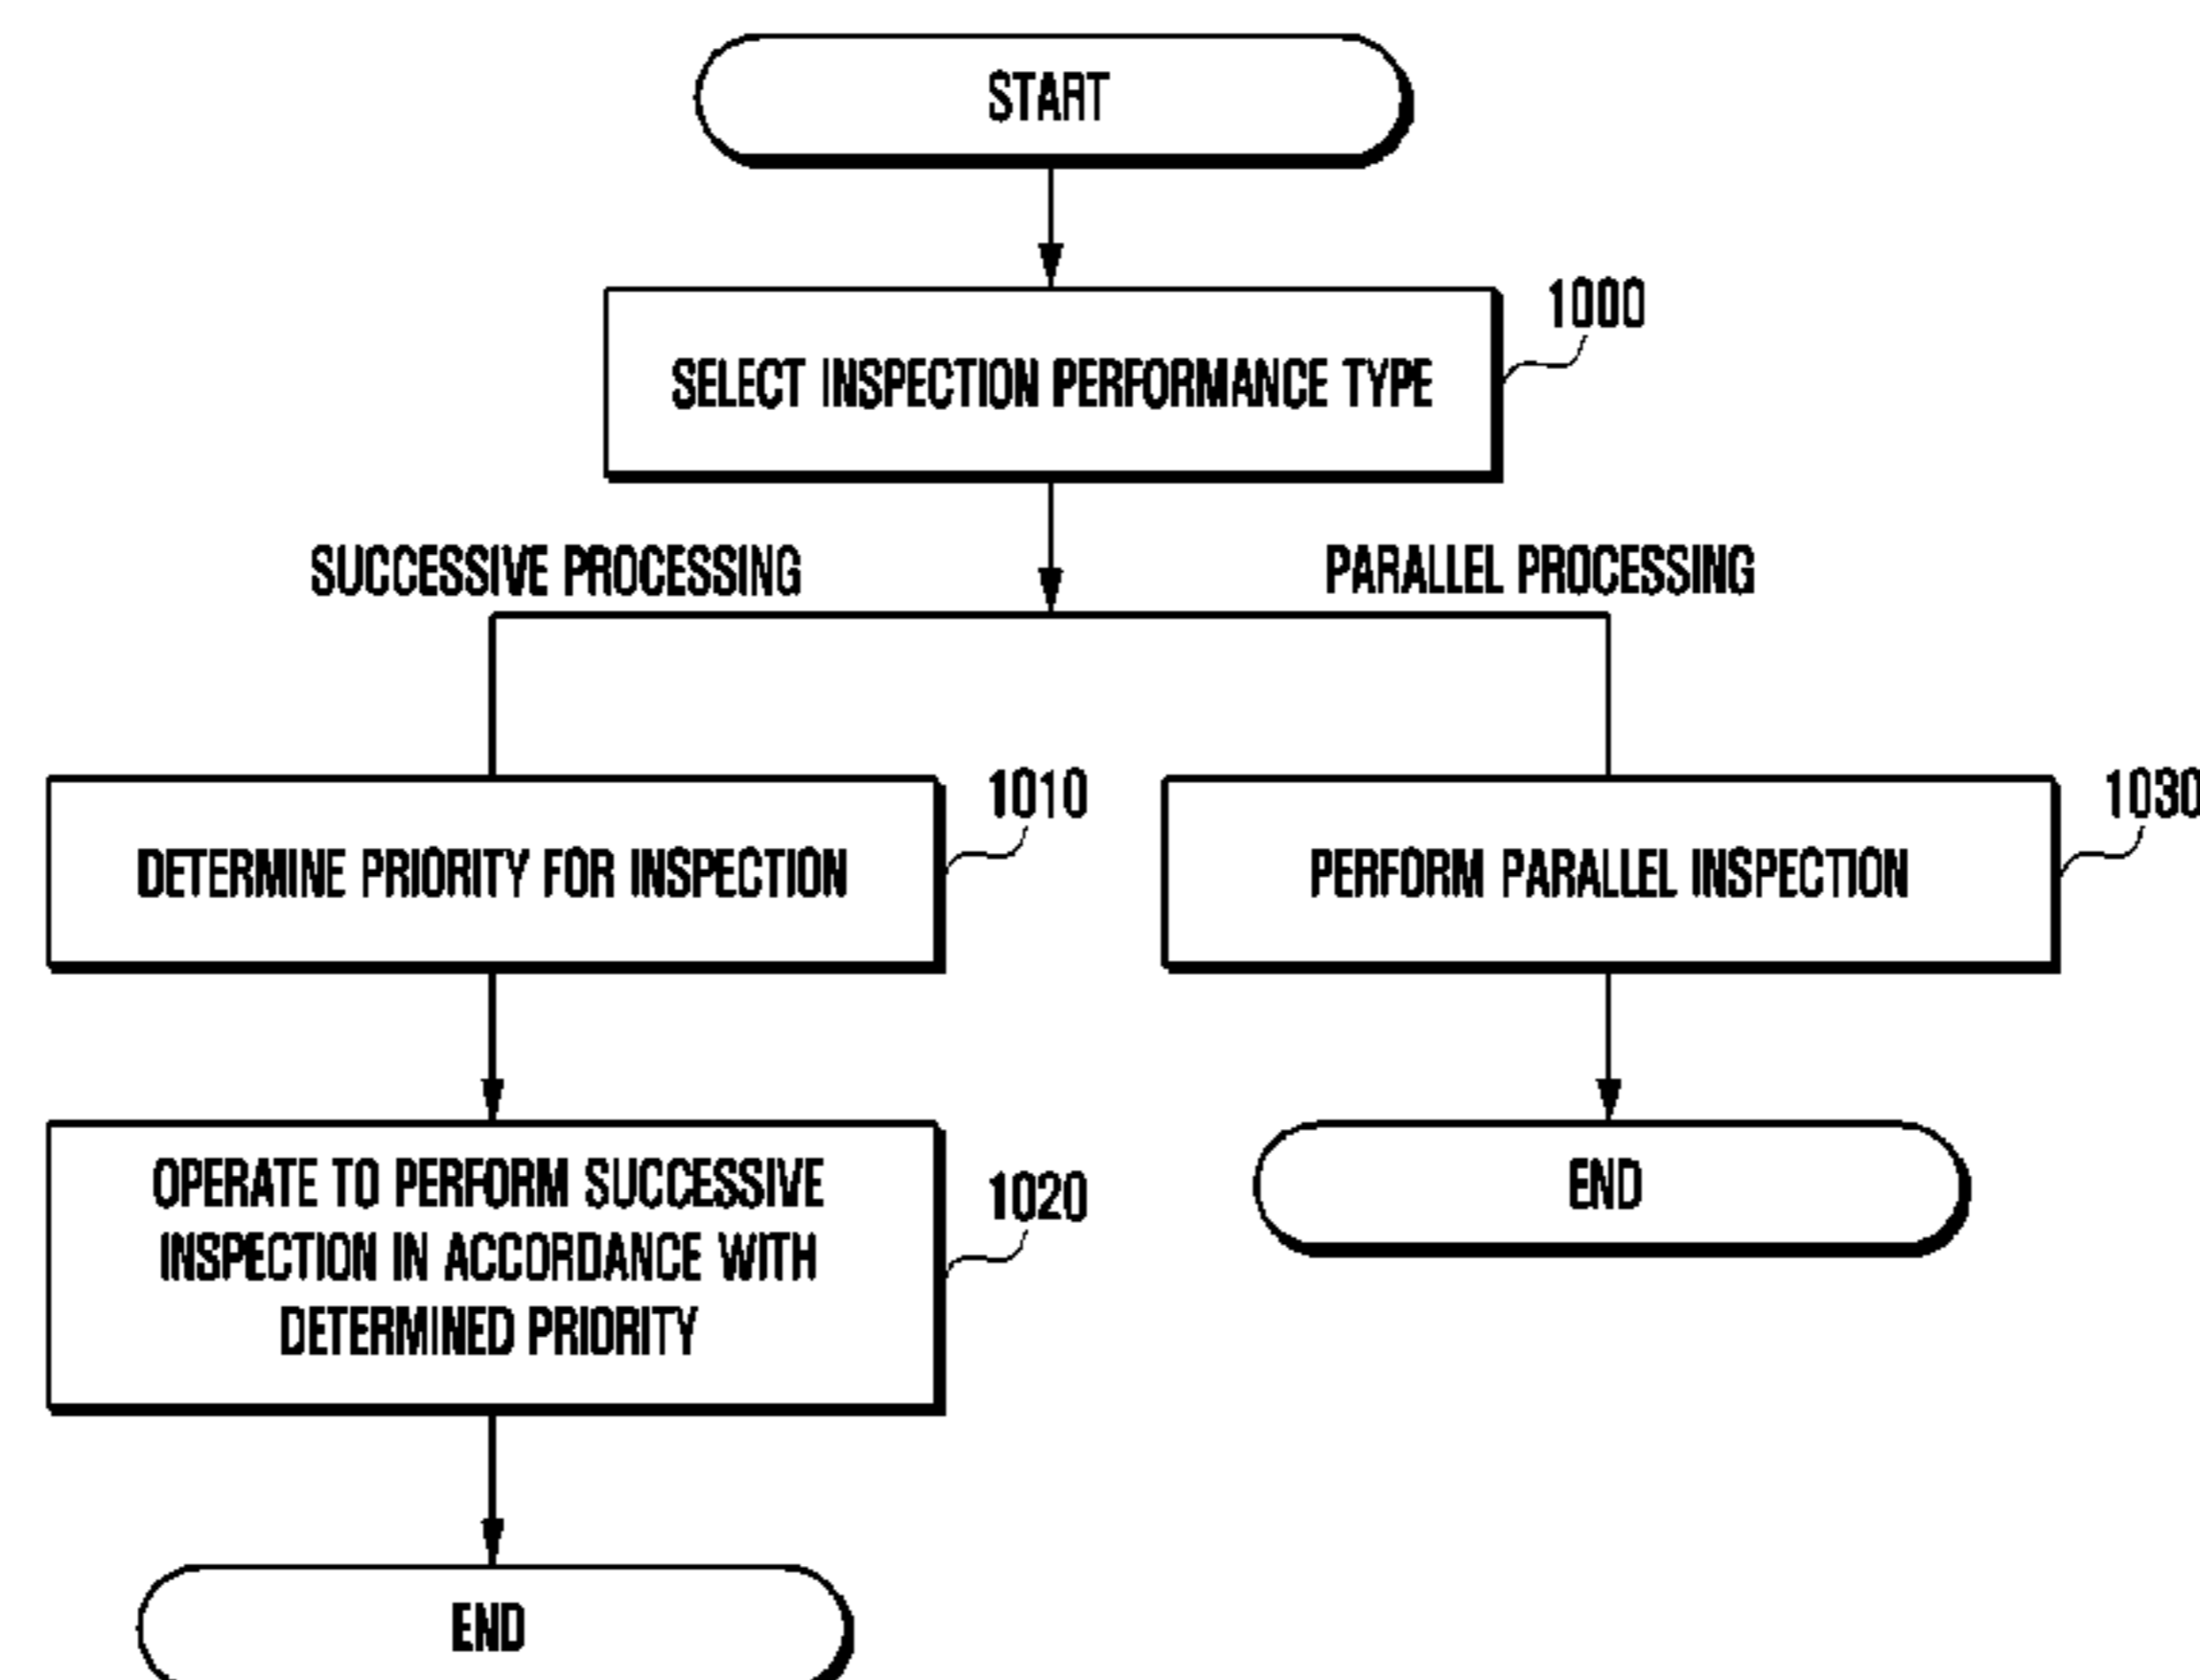 START
1000
SELECT INSPECTION PERFORMANCE TYPE
SUCCESSIVE PROCESSING
PARALLEL PROCESSING
1010
DETERMINE PRIORITY FOR INSPECTION
1030
PERFORM PARALLEL INSPECTION
1020
OPERATE TO PERFORM SUCCESSIVE
INSPECTION IN ACCORDANCE WITH
DETERMINED PRIORITY
END
END